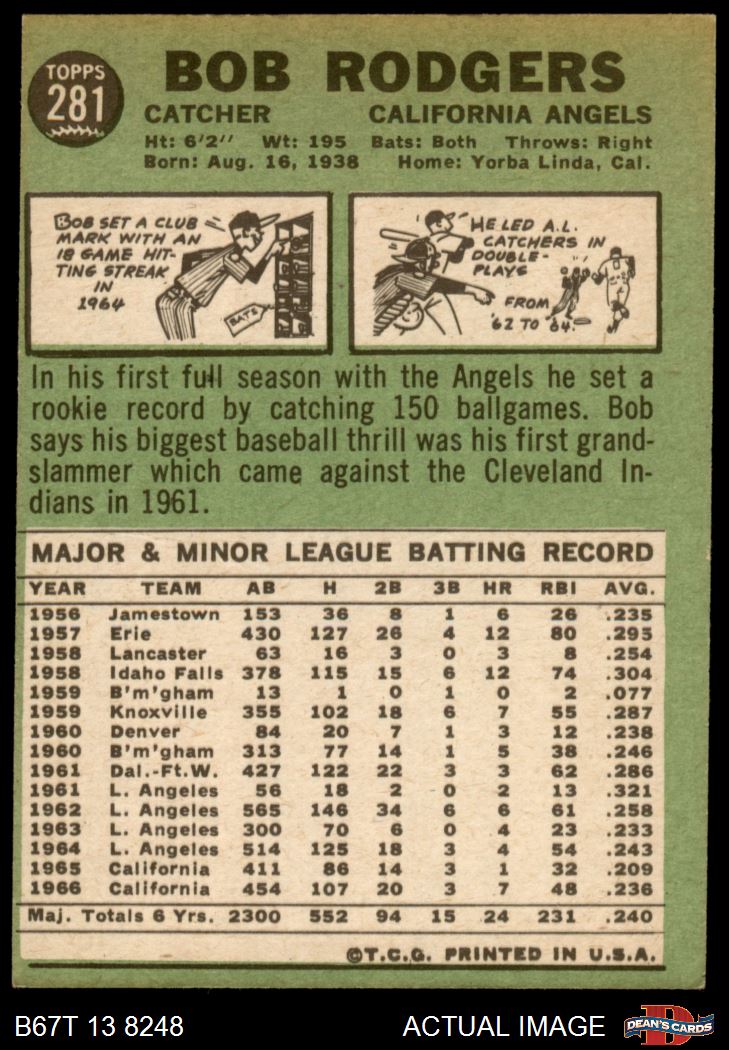 TOPPS
281
BOB RODGERS
CATCHER CALIFORNIA ANGELS
Ht: 6'2" Wt: 195 Bats: Both Throws: Right
Born: Aug. 16, 1938 Home: Yorba Linda, Cal.
BOB SET A CLUB
MARK WITH AN
18 GAME HIT-
TING STREAK
IN
1964
BATS
HE LED A.L.
CATCHERS IN
DOUBLE-
PLAYS
FROM
'62 TO '64.
In his first full season with the Angels he set a
rookie record by catching 150 ballgames. Bob
says his biggest baseball thrill was his first grand-
slammer which came against the Cleveland In-
dians in 1961.
MAJOR & MINOR LEAGUE BATTING RECORD
YEAR TEAM AB H 2B 3B HR RBI AVG.
1956 Jamestown 153 36 8 1 6 26 .235
1957 Erie 430 127 26 4 12 80 .295
1958 Lancaster 63 16 3 0 3 8 .254
1958 Idaho Falls 378 115 15 6 12 74 .304
1959 B'm'gham 13 1 0 1 0 2 .077
1959 Knoxville 355 102 18 6 7 55 .287
1960 Denver 84 20 7 1 3 12 .238
1960 B'm'gham 313 77 14 1 5 38 .246
1961 Dal.-Ft.W. 427 122 22 3 3 62 .286
1961 L. Angeles 56 18 2 0 2 13 .321
1962 L. Angeles 565 146 34 6 6 61 .258
1963 L. Angeles 300 70 6 0 4 23 .233
1964 L. Angeles 514 125 18 3 4 54 .243
1965 California 411 86 14 3 1 32 .209
1966 California 454 107 20 3 7 48 .236
Maj. Totals 6 Yrs. 2300 552 94 15 24 231 .240
©T.C.G. PRINTED IN U.S.A.
B67T 13 8248 ACTUAL IMAGE
D
DEAN'S CARDS